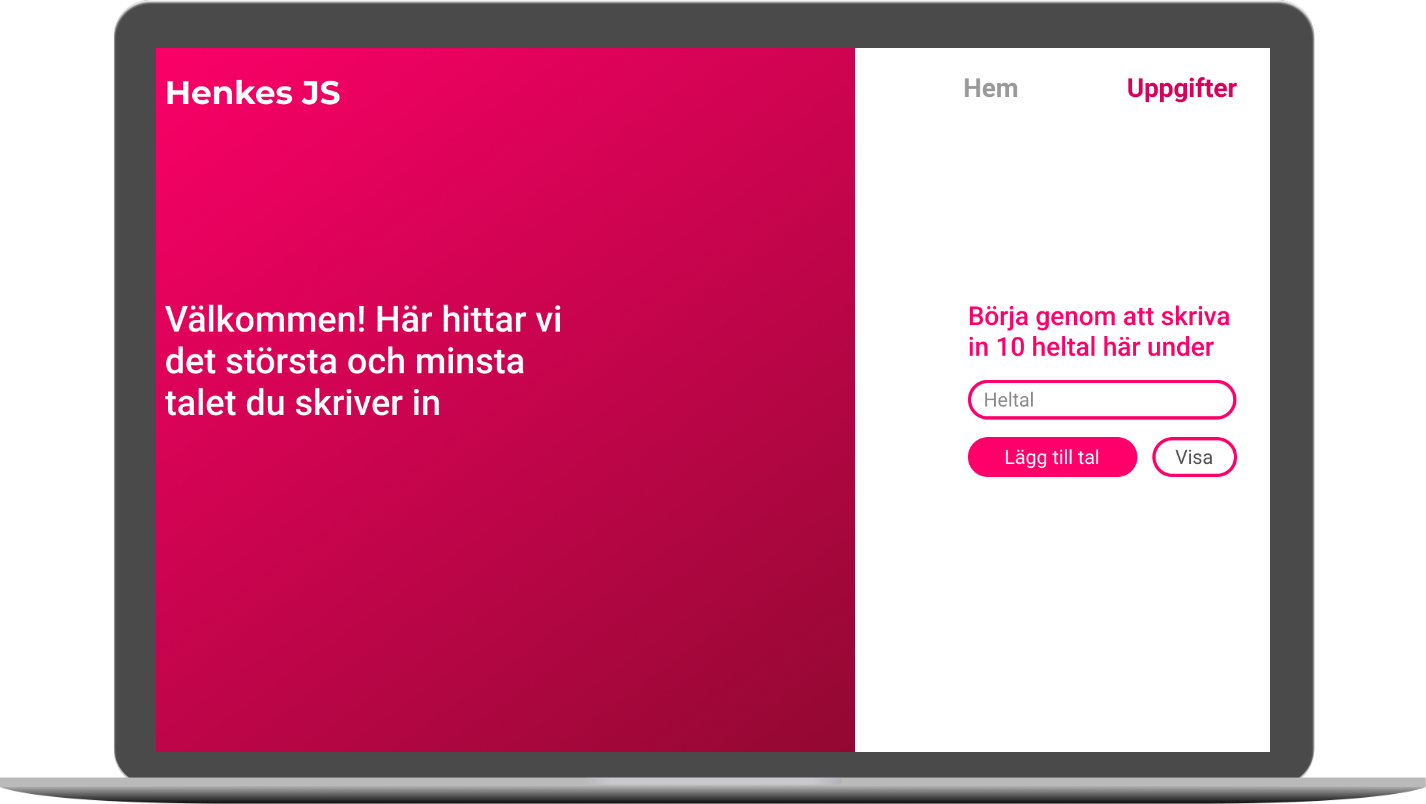 Henkes JS
Hem
Uppgifter
Välkommen! Här hittar vi
det största och minsta
talet du skriver in
Börja genom att skriva
in 10 heltal här under
Heltal
Lägg till tal
Visa